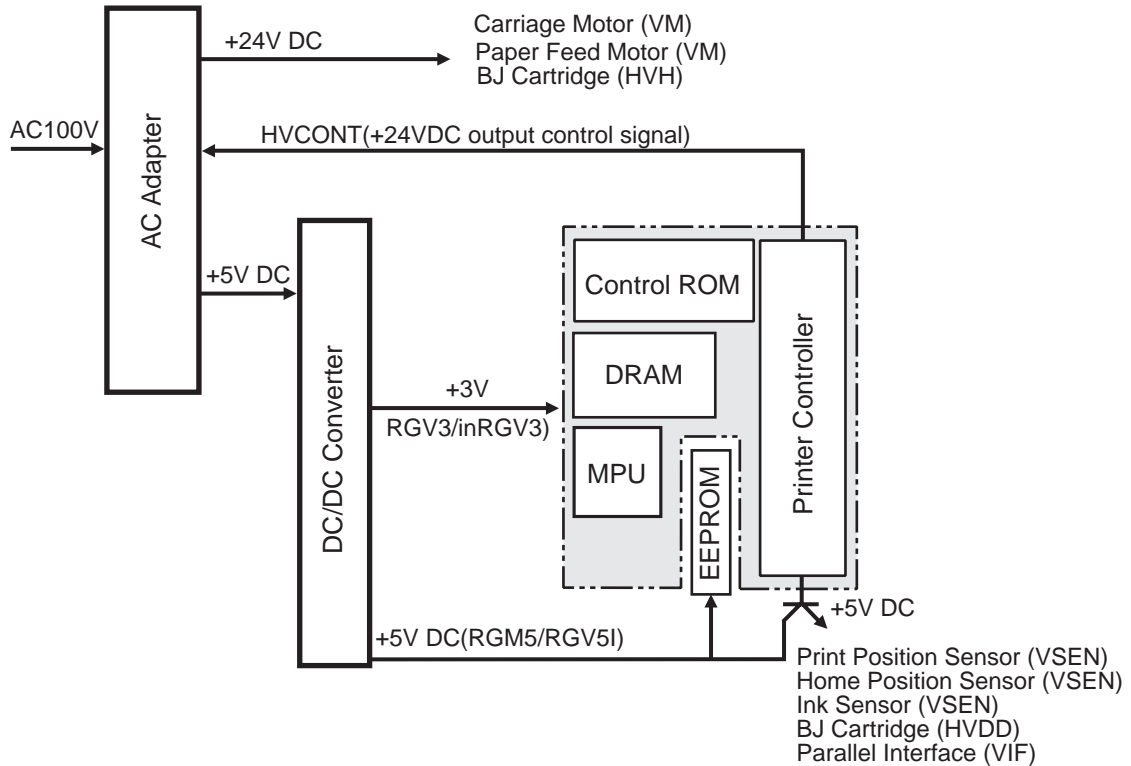 +24V DC
Carriage Motor (VM)
Paper Feed Motor (VM)
BJ Cartridge (HVH)
AC100V
HVCONT(+24VDC output control signal)
AC Adapter
+5V DC
DC/DC Converter
Control ROM
DRAM
MPU
EEPROM
Printer Controller
+3V
RGV3/inRGV3)
+5V DC(RGM5/RGV5I)
+5V DC
Print Position Sensor (VSEN)
Home Position Sensor (VSEN)
Ink Sensor (VSEN)
BJ Cartridge (HVDD)
Parallel Interface (VIF)